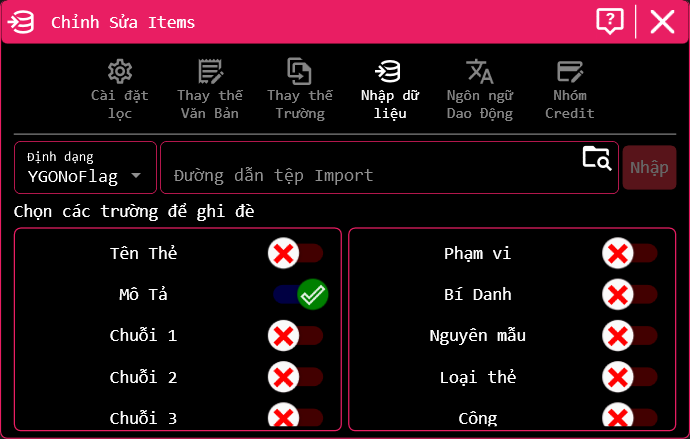 Chỉnh Sửa Items
Cài đặt lọc
Thay thế Văn Bản
Thay thế Trường
Nhập dữ liệu
Ngôn ngữ Dao Động
Nhóm Credit
Định dạng
YGONoFlag
Đường dẫn tệp Import
Nhập
Chọn các trường để ghi đè
Tên Thẻ
Mô Tả
Chuỗi 1
Chuỗi 2
Chuỗi 3
Phạm vi
Bí Danh
Nguyên mẫu
Loại thẻ
Công